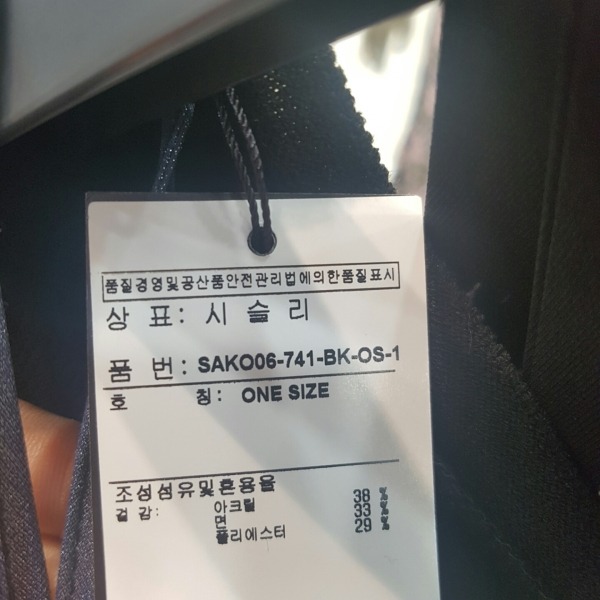 품질경영및공산품안전관리법에의한품질표시
상 표: 시 슬 리
품 번: SAKO06-741-BK-OS-1
호 칭: ONE SIZE
조성섬유및혼용율
겉 감: 아크릴 38 %
면 33 %
폴리에스터 29 %